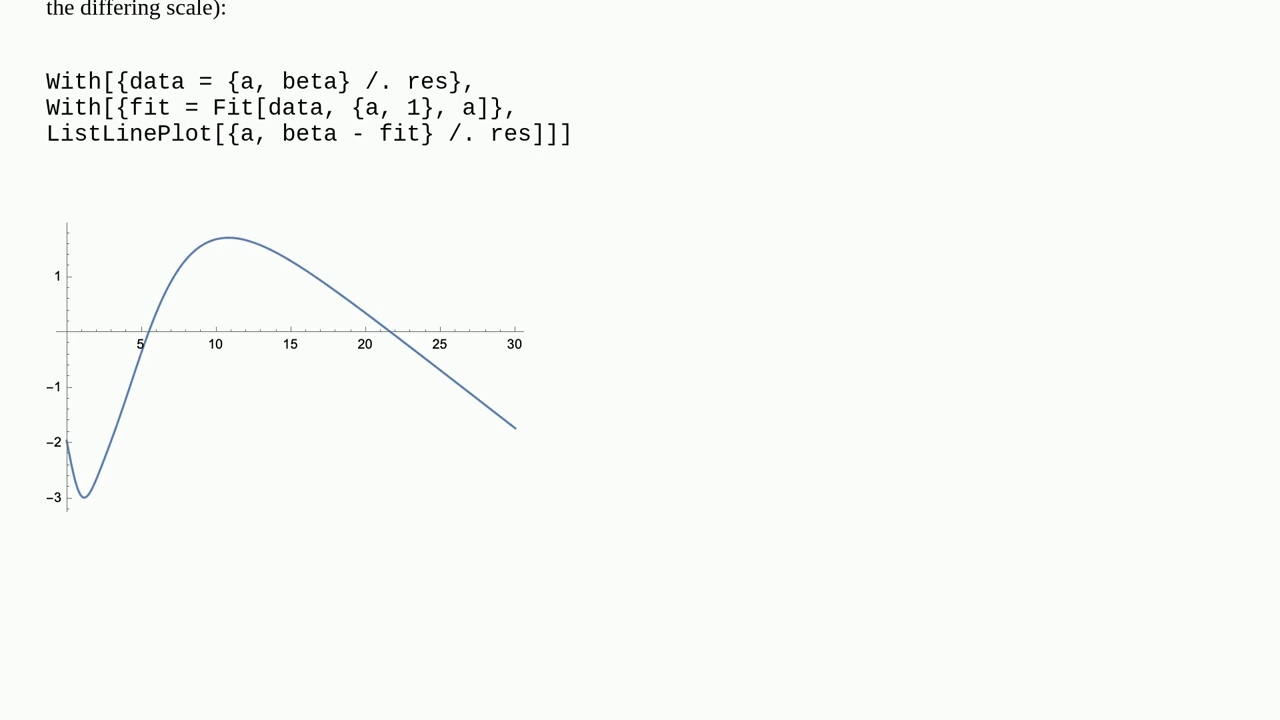 the differing scale):
With[{data = {a, beta} /. res},
With[{fit = Fit[data, {a, 1}, a]},
ListLinePlot[{a, beta - fit} /. res]]]
1
5 10 15 20 25 30
−1
−2
−3